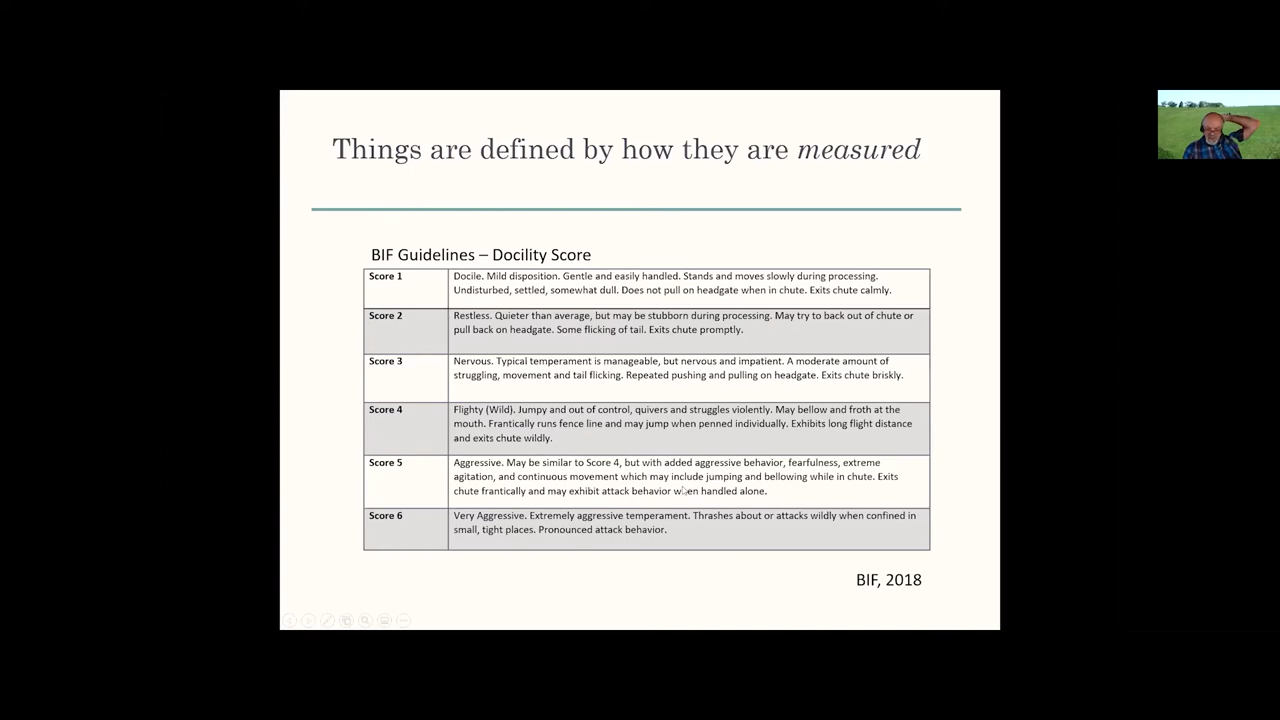 Things are defined by how they are measured
BIF Guidelines – Docility Score
Score 1
Docile. Mild disposition. Gentle and easily handled. Stands and moves slowly during processing.
Undisturbed, settled, somewhat dull. Does not pull on headgate when in chute. Exits chute calmly.
Score 2
Restless. Quieter than average, but may be stubborn during processing. May try to back out of chute or
pull back on headgate. Some flicking of tail. Exits chute promptly.
Score 3
Nervous. Typical temperament is manageable, but nervous and impatient. A moderate amount of
struggling, movement and tail flicking. Repeated pushing and pulling on headgate. Exits chute briskly.
Score 4
Flighty (Wild). Jumpy and out of control, quivers and struggles violently. May bellow and froth at the
mouth. Frantically runs fence line and may jump when penned individually. Exhibits long flight distance
and exits chute wildly.
Score 5
Aggressive. May be similar to Score 4, but with added aggressive behavior, fearfulness, extreme
agitation, and continuous movement which may include jumping and bellowing while in chute. Exits
chute frantically and may exhibit attack behavior when handled alone.
Score 6
Very Aggressive. Extremely aggressive temperament. Thrashes about or attacks wildly when confined in
small, tight places. Pronounced attack behavior.
BIF, 2018